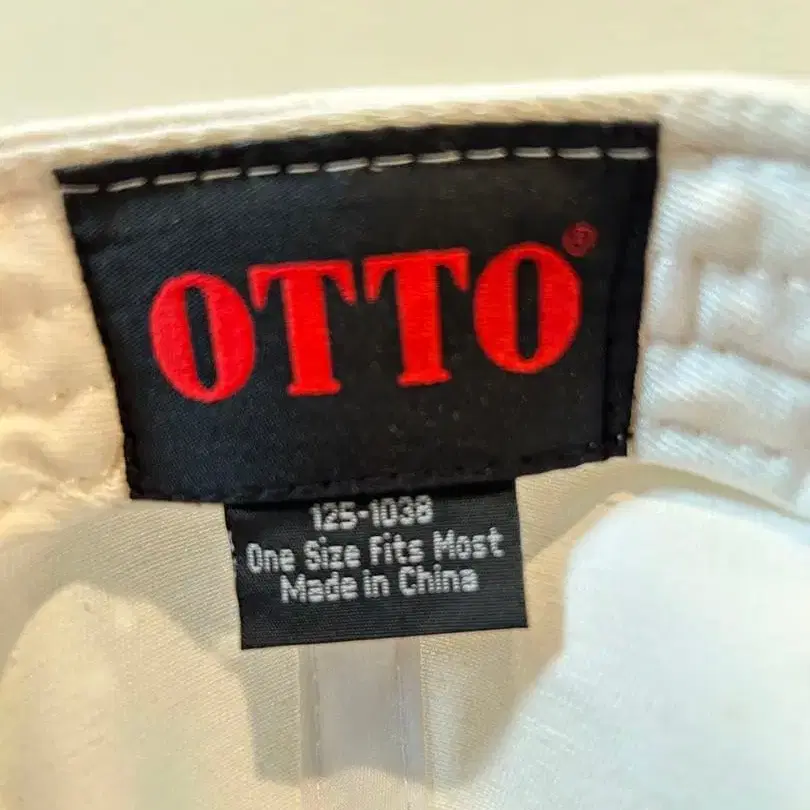 OTTO®
125-1038
One Size Fits Most
Made in China